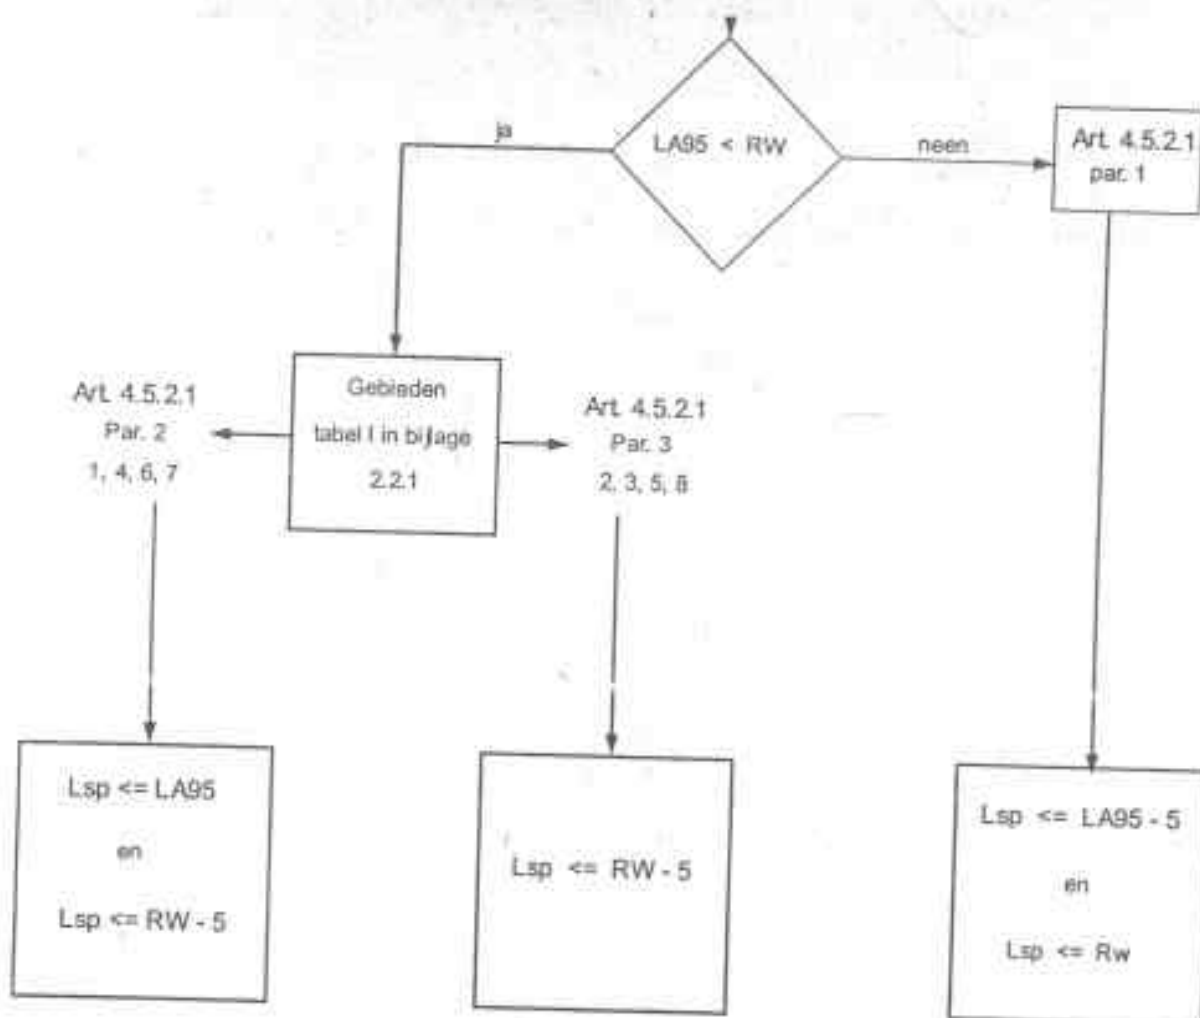 LA95 < RW
ja
neen
Art. 4.5.2.1
par. 1
Gebieden
tabel I in bijlage
2.2.1
Art. 4.5.2.1
Par. 2
1, 4, 6, 7
Art. 4.5.2.1
Par. 3
2, 3, 5, 8
Lsp <= LA95
en
Lsp <= RW - 5
Lsp <= RW - 5
Lsp <= LA95 - 5
en
Lsp <= Rw